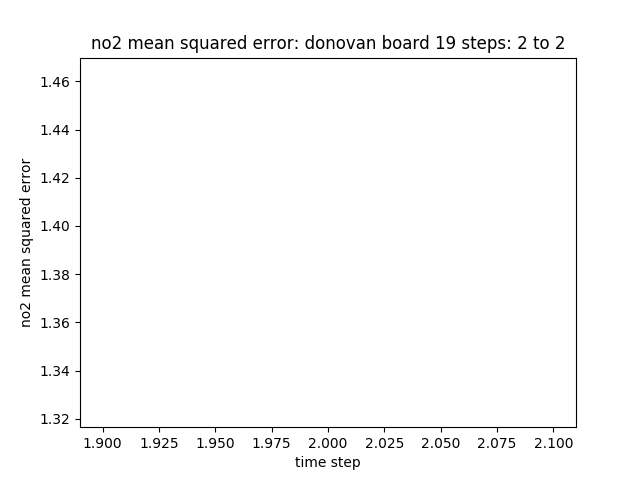 no2 mean squared error: donovan board 19 steps: 2 to 2
1.46
1.44
1.42
1.40
1.38
1.36
1.34
1.32
no2 mean squared error
1.900 1.925 1.950 1.975 2.000 2.025 2.050 2.075 2.100
time step